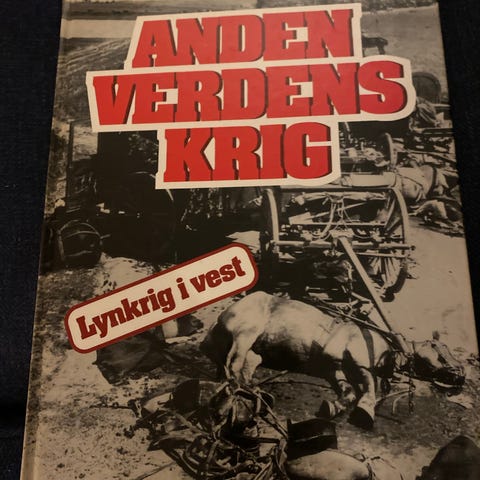 ANDEN
VERDENS
KRIG
Lynkrig i vest